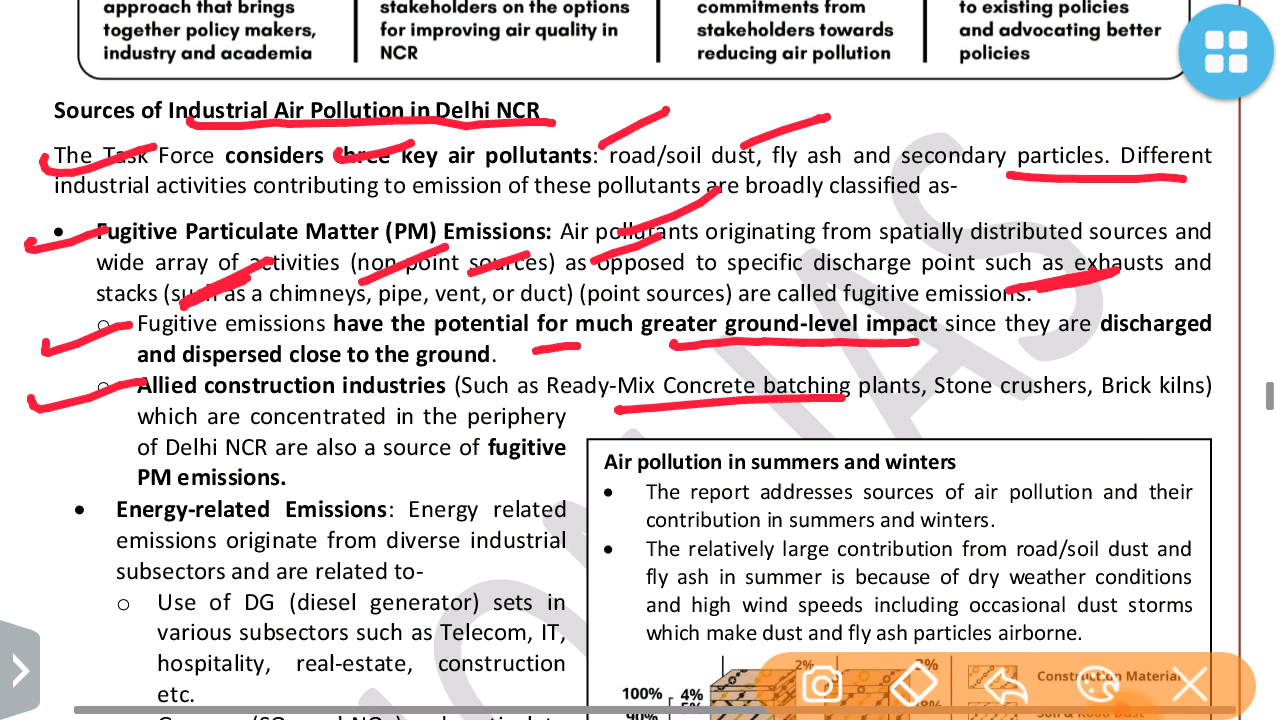 approach that brings
together policy makers,
industry and academia
stakeholders on the options
for improving air quality in
NCR
commitments from
stakeholders towards
reducing air pollution
to existing policies
and advocating better
policies
Sources of Industrial Air Pollution in Delhi NCR
The Task Force considers three key air pollutants: road/soil dust, fly ash and secondary particles. Different
industrial activities contributing to emission of these pollutants are broadly classified as-
• Fugitive Particulate Matter (PM) Emissions: Air pollutants originating from spatially distributed sources and
wide array of activities (non-point sources) as opposed to specific discharge point such as exhausts and
stacks (such as a chimneys, pipe, vent, or duct) (point sources) are called fugitive emissions.
o Fugitive emissions have the potential for much greater ground-level impact since they are discharged
and dispersed close to the ground.
o Allied construction industries (Such as Ready-Mix Concrete batching plants, Stone crushers, Brick kilns)
which are concentrated in the periphery
of Delhi NCR are also a source of fugitive
PM emissions.
• Energy-related Emissions: Energy related
emissions originate from diverse industrial
subsectors and are related to-
o Use of DG (diesel generator) sets in
various subsectors such as Telecom, IT,
hospitality, real-estate, construction
etc.
Air pollution in summers and winters
• The report addresses sources of air pollution and their
contribution in summers and winters.
• The relatively large contribution from road/soil dust and
fly ash in summer is because of dry weather conditions
and high wind speeds including occasional dust storms
which make dust and fly ash particles airborne.
2%
Construction Material
100%
4%
90%